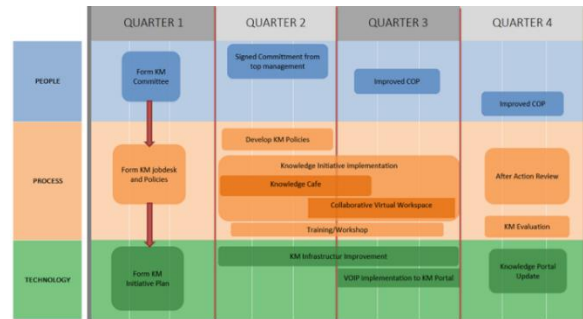 QUARTER 1
QUARTER 2
QUARTER 3
QUARTER 4
PEOPLE
Form KM
Committee
Signed Committment from
top management
Improved COP
Improved COP
PROCESS
Form KM jobdesk
and Policies
Develop KM Policies
Knowledge Initiative implementation
Knowledge Cafe
Collaborative Virtual Workspace
Training/Workshop
After Action Review
KM Evaluation
TECHNOLOGY
Form KM
Initiative Plan
KM Infrastructur Improvement
VOIP Implementation to KM Portal
Knowledge Portal
Update